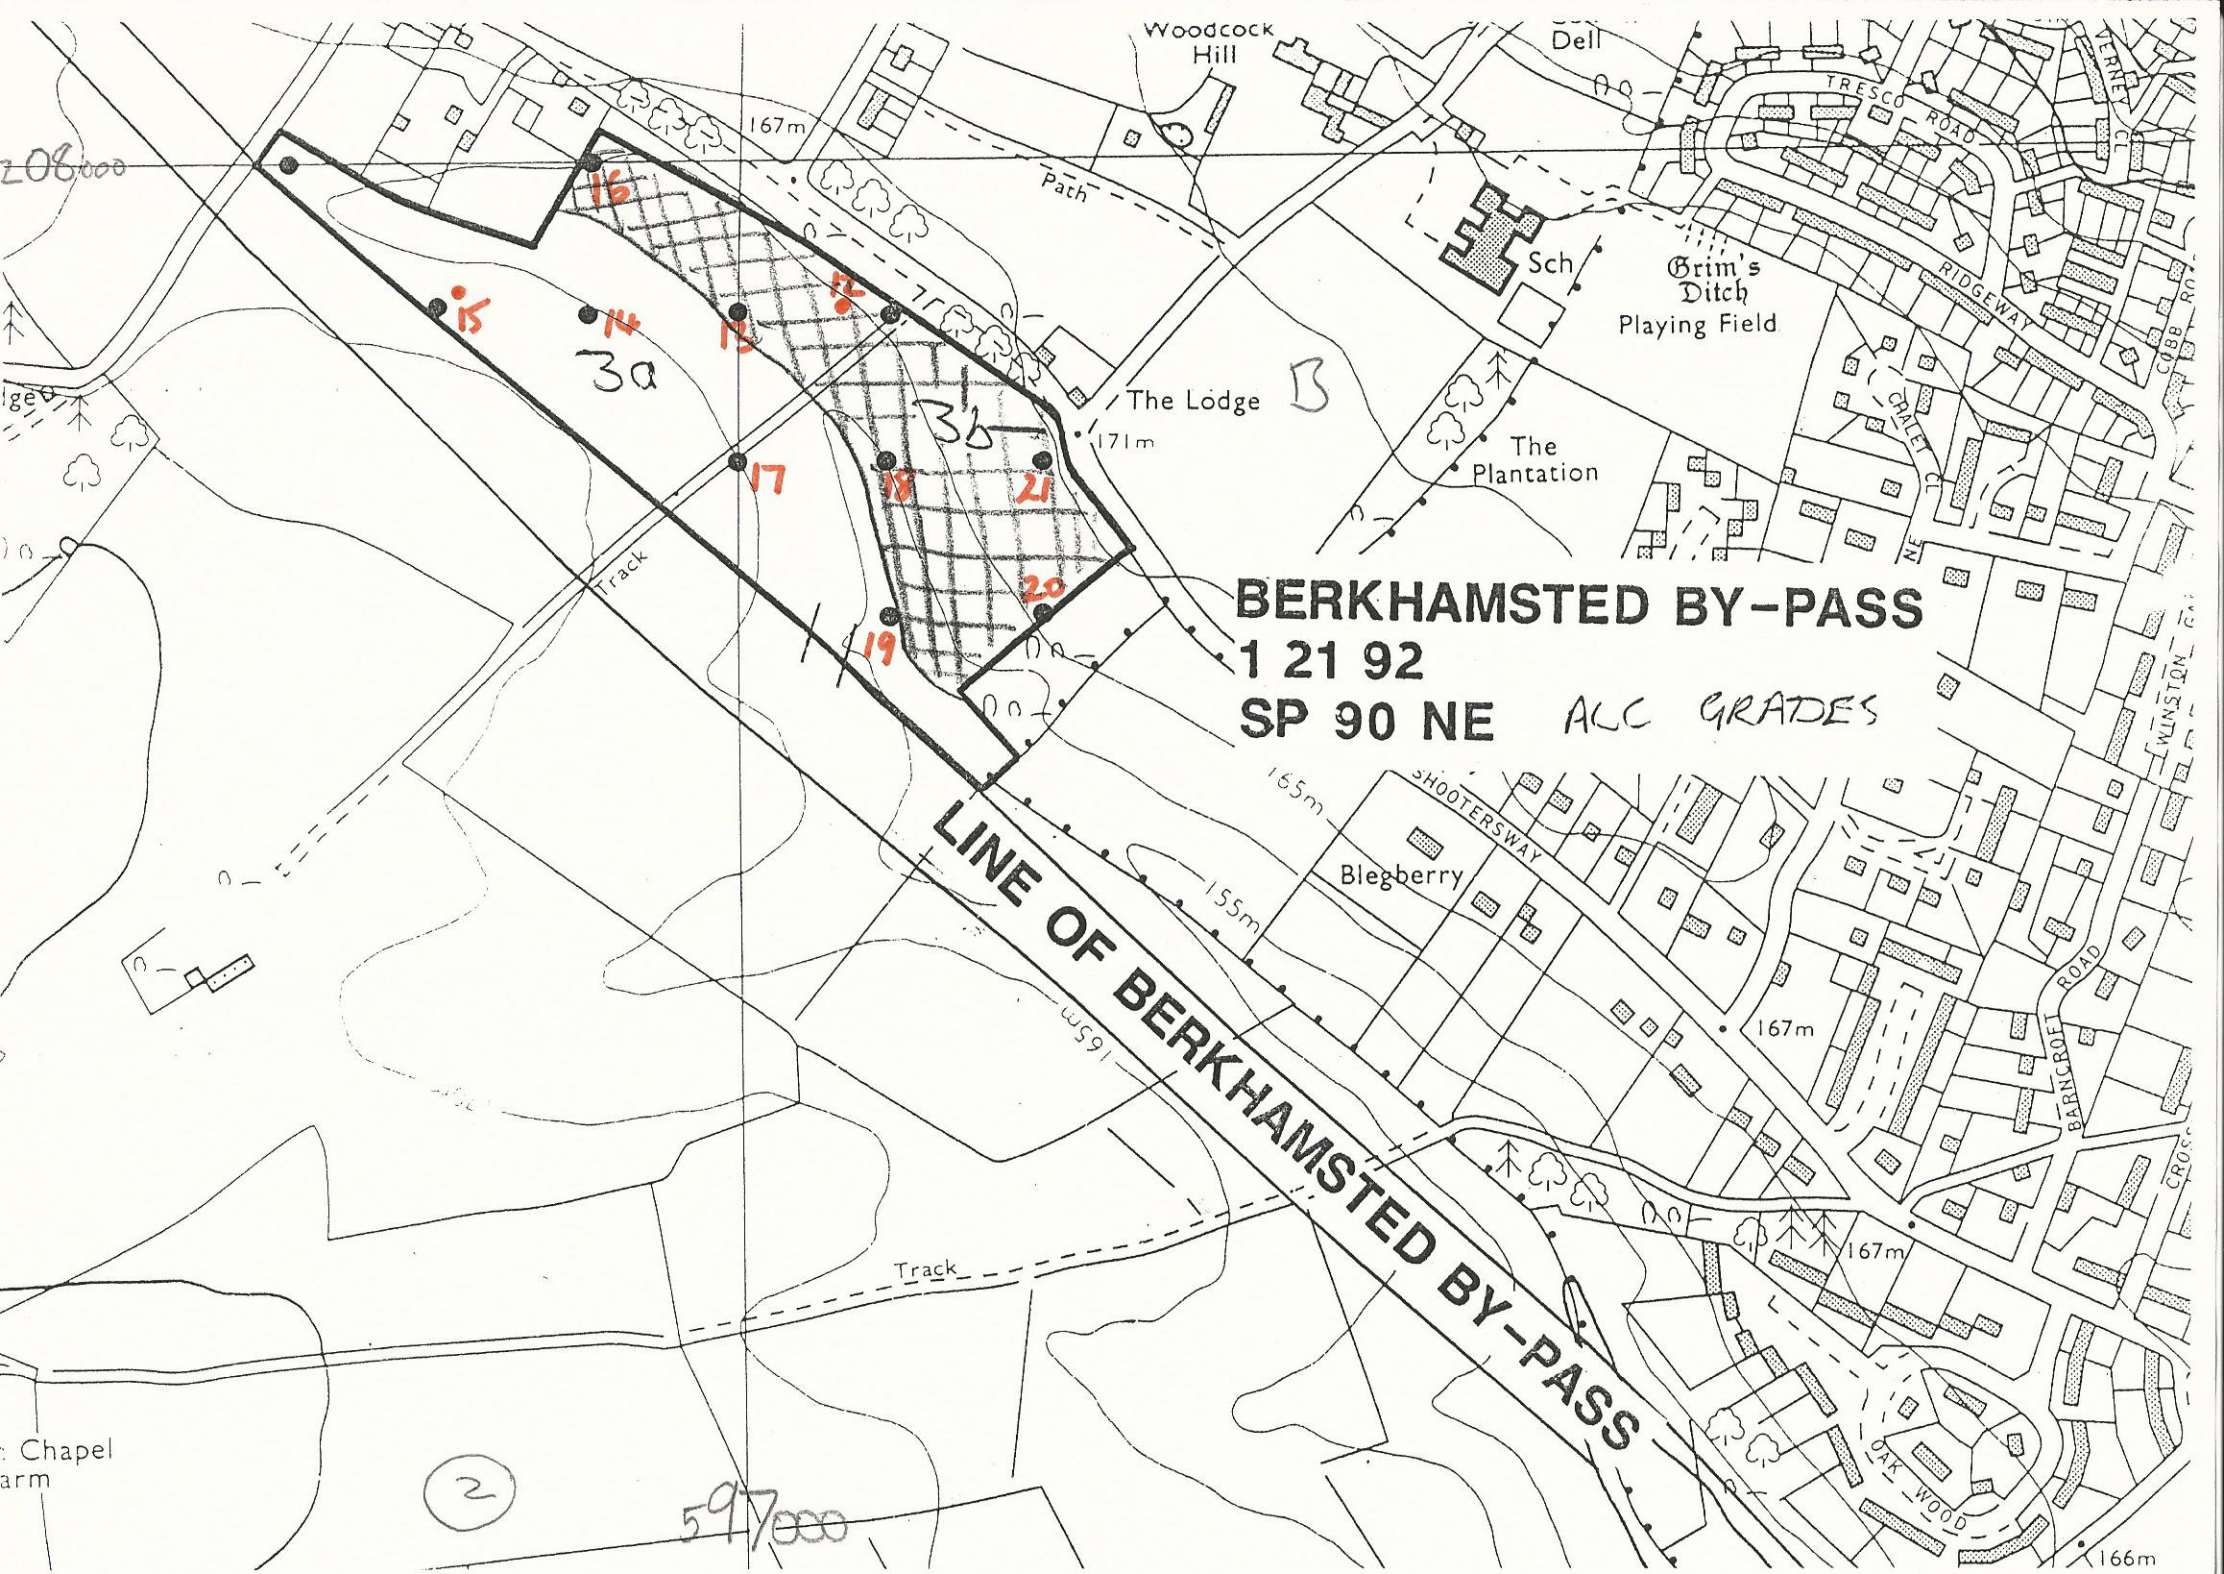 Woodcock
Hill
Dell
VERNEY CL
TRESCO ROAD
167m
208000
Path
16
Sch
Grim's
Ditch
Playing Field
RIDGEWAY
COBB
15
14
13
12
3a
3b
The Lodge
B
171m
CHALET CL
The
Plantation
17
18
21
Track
20
19
BERKHAMSTED BY-PASS
1 21 92
SP 90 NE ALC GRADES
WINSTON
165m
SHOOTERSWAY
Blegberry
155m
LINE OF BERKHAMSTED BY-PASS
165m
167m
BARNCROFT ROAD
CROSS
167m
Track
Chapel
arm
2
597000
OAK WOOD
166m